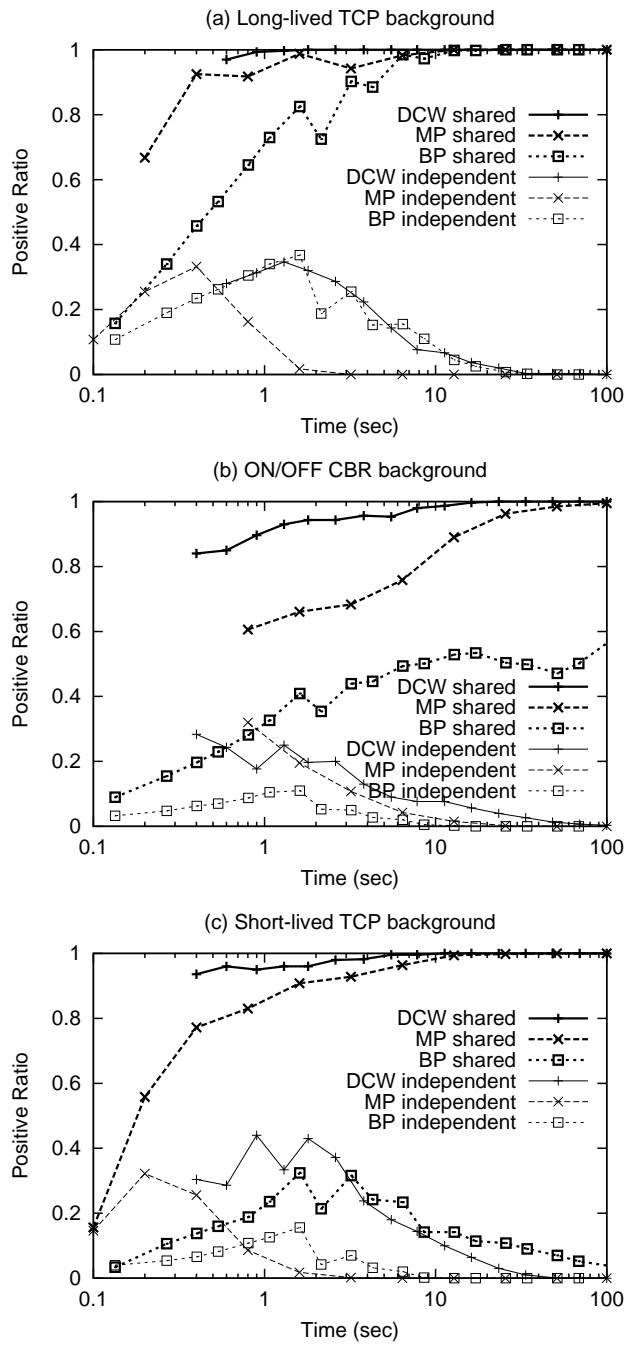 (a) Long-lived TCP background
1
0.8
0.6
0.4
0.2
0
Positive Ratio
DCW shared
MP shared
BP shared
DCW independent
MP independent
BP independent
0.1 1 10 100
Time (sec)
(b) ON/OFF CBR background
1
0.8
0.6
0.4
0.2
0
Positive Ratio
DCW shared
MP shared
BP shared
DCW independent
MP independent
BP independent
0.1 1 10 100
Time (sec)
(c) Short-lived TCP background
1
0.8
0.6
0.4
0.2
0
Positive Ratio
DCW shared
MP shared
BP shared
DCW independent
MP independent
BP independent
0.1 1 10 100
Time (sec)